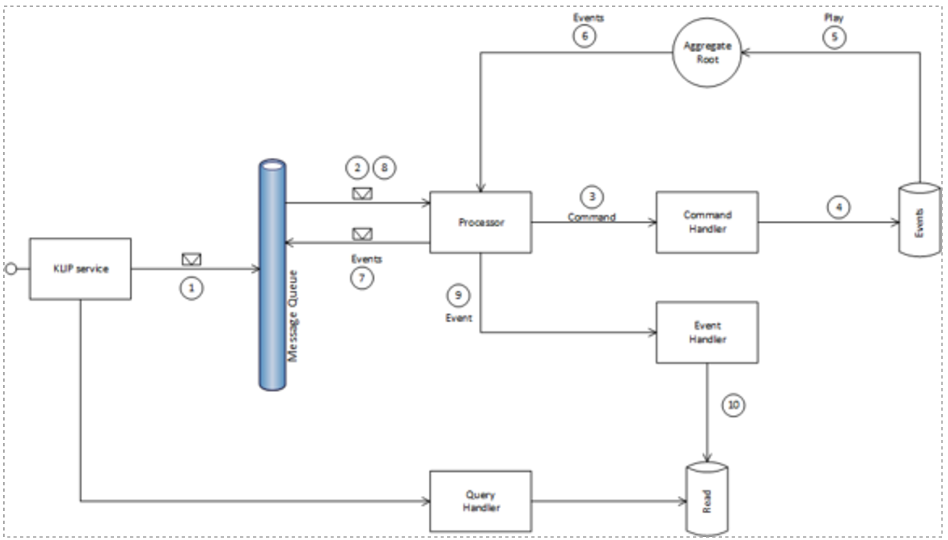 Events
6
Play
5
Aggregate
Root
2
8
3
Command
4
Processor
Command
Handler
Events
KLIP service
1
Events
7
Message Queue
9
Event
Event
Handler
10
Query
Handler
Read